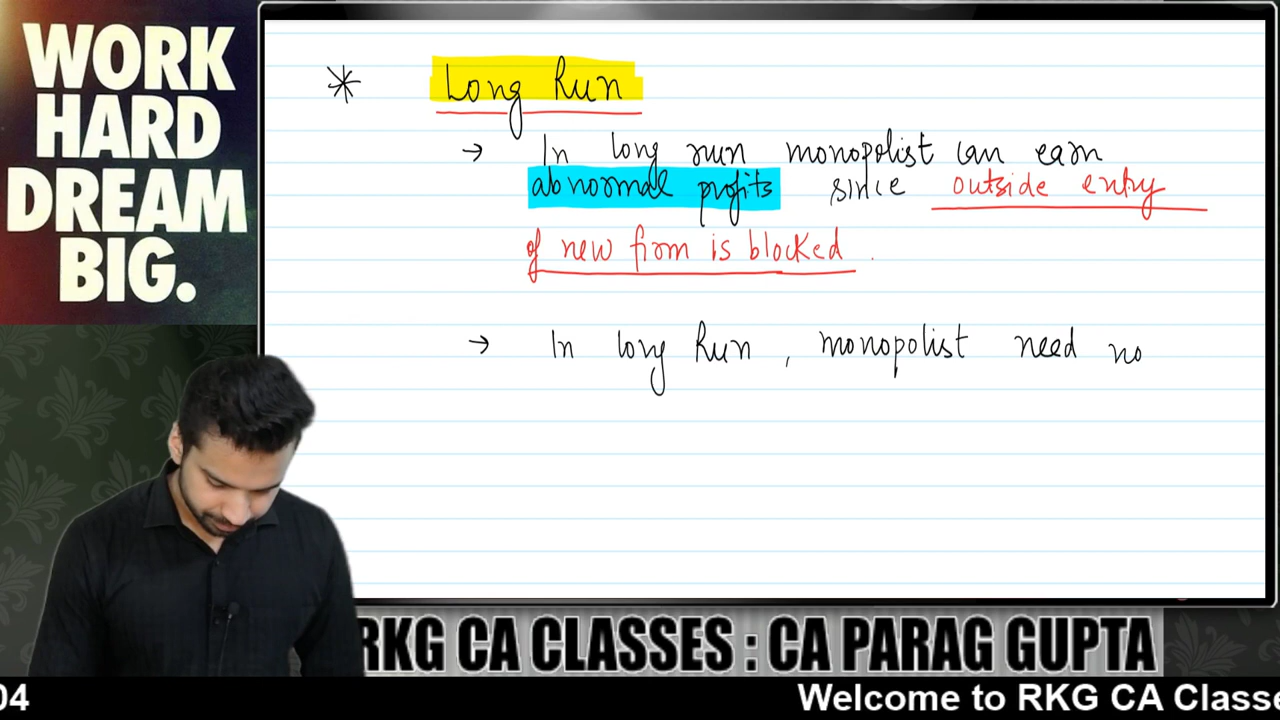 WORK
HARD
DREAM
BIG.
* Long Run
→ In long run monopolist can earn
abnormal profits since outside entry
of new firm is blocked.
→ In long Run, monopolist need no
RKG CA CLASSES : CA PARAG GUPTA
04 Welcome to RKG CA Classe